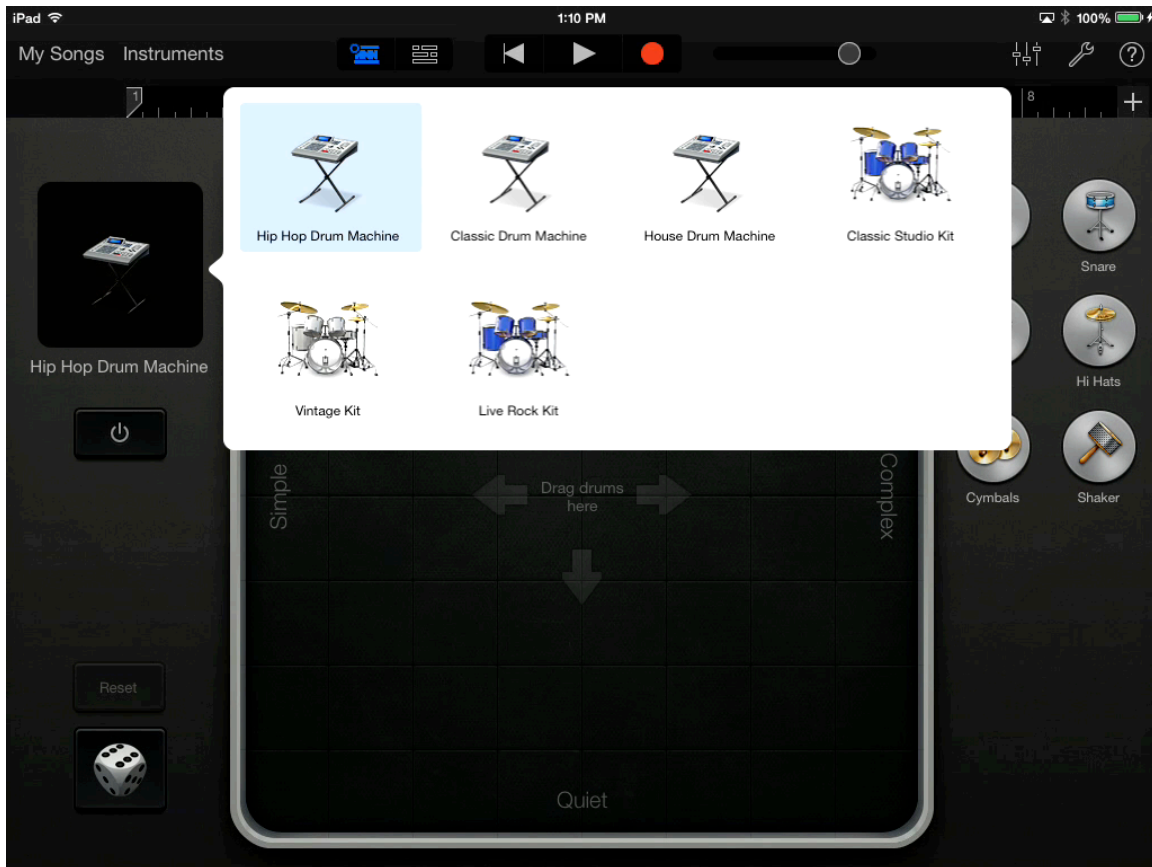 iPad 1:10 PM 100%
My Songs Instruments ?
1 8 +
Hip Hop Drum Machine Classic Drum Machine House Drum Machine Classic Studio Kit
Snare
Vintage Kit Live Rock Kit
Hip Hop Drum Machine
Hi Hats
Simple
Drag drums
here
Complex
Cymbals Shaker
Reset
Quiet